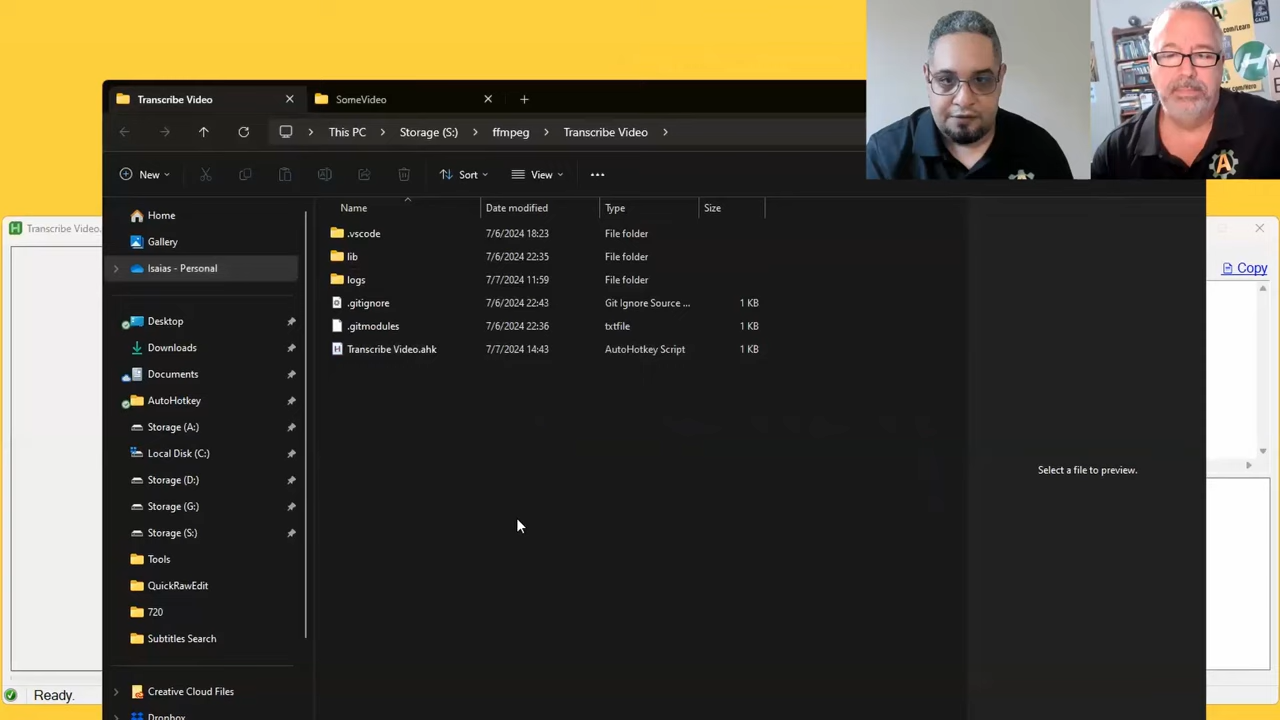 Transcribe Video
SomeVideo
This PC
Storage (S:)
ffmpeg
Transcribe Video
New
Sort
View
Name
Date modified
Type
Size
.vscode
7/6/2024 18:23
File folder
lib
7/6/2024 22:35
File folder
logs
7/7/2024 11:59
File folder
.gitignore
7/6/2024 22:43
Git Ignore Source ...
1 KB
.gitmodules
7/6/2024 22:36
txtfile
1 KB
Transcribe Video.ahk
7/7/2024 14:43
AutoHotkey Script
1 KB
Home
Gallery
Isaias - Personal
Desktop
Downloads
Documents
AutoHotkey
Storage (A:)
Local Disk (C:)
Storage (D:)
Storage (G:)
Storage (S:)
Tools
QuickRawEdit
720
Subtitles Search
Creative Cloud Files
Dropbox
Select a file to preview.
Transcribe Video.
Copy
Ready.